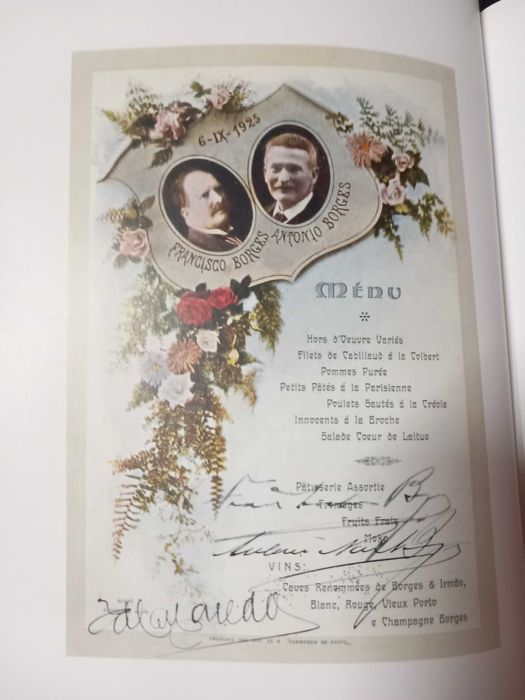 6-IX-1925
FRANCISCO BORGES
ANTONIO BORGES
MÉNU
Hors d'Oeuvre Variés
Filets de Cabillaud á la Colbert
Pommes Purée
Petits Pâtés á la Parisienne
Poulets Sautés á la Créole
Innocents á la Broche
Salade Coeur de Laitue
Pâtisserie Assortie
Fromages
Fruits Frais
Moka
VINS:
Caves Renommées de Borges & Irmão,
Blanc, Rouge, Vieux Porto
e Champagne Borges